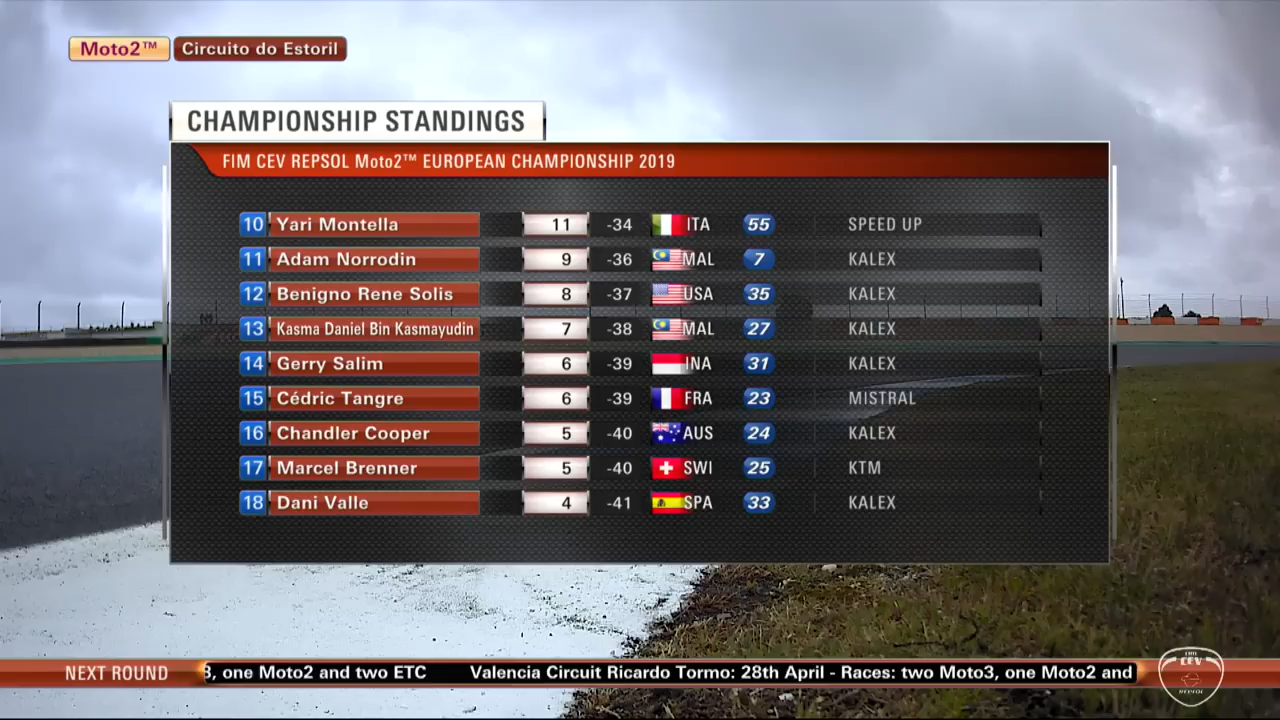 Moto2™ Circuito do Estoril
CHAMPIONSHIP STANDINGS
FIM CEV REPSOL Moto2™ EUROPEAN CHAMPIONSHIP 2019
10 Yari Montella 11 -34 ITA 55 SPEED UP
11 Adam Norrodin 9 -36 MAL 7 KALEX
12 Benigno Rene Solis 8 -37 USA 35 KALEX
13 Kasma Daniel Bin Kasmayudin 7 -38 MAL 27 KALEX
14 Gerry Salim 6 -39 INA 31 KALEX
15 Cédric Tangre 6 -39 FRA 23 MISTRAL
16 Chandler Cooper 5 -40 AUS 24 KALEX
17 Marcel Brenner 5 -40 SWI 25 KTM
18 Dani Valle 4 -41 SPA 33 KALEX
NEXT ROUND 3, one Moto2 and two ETC Valencia Circuit Ricardo Tormo: 28th April - Races: two Moto3, one Moto2 and
FIM
CEV
REPSOL